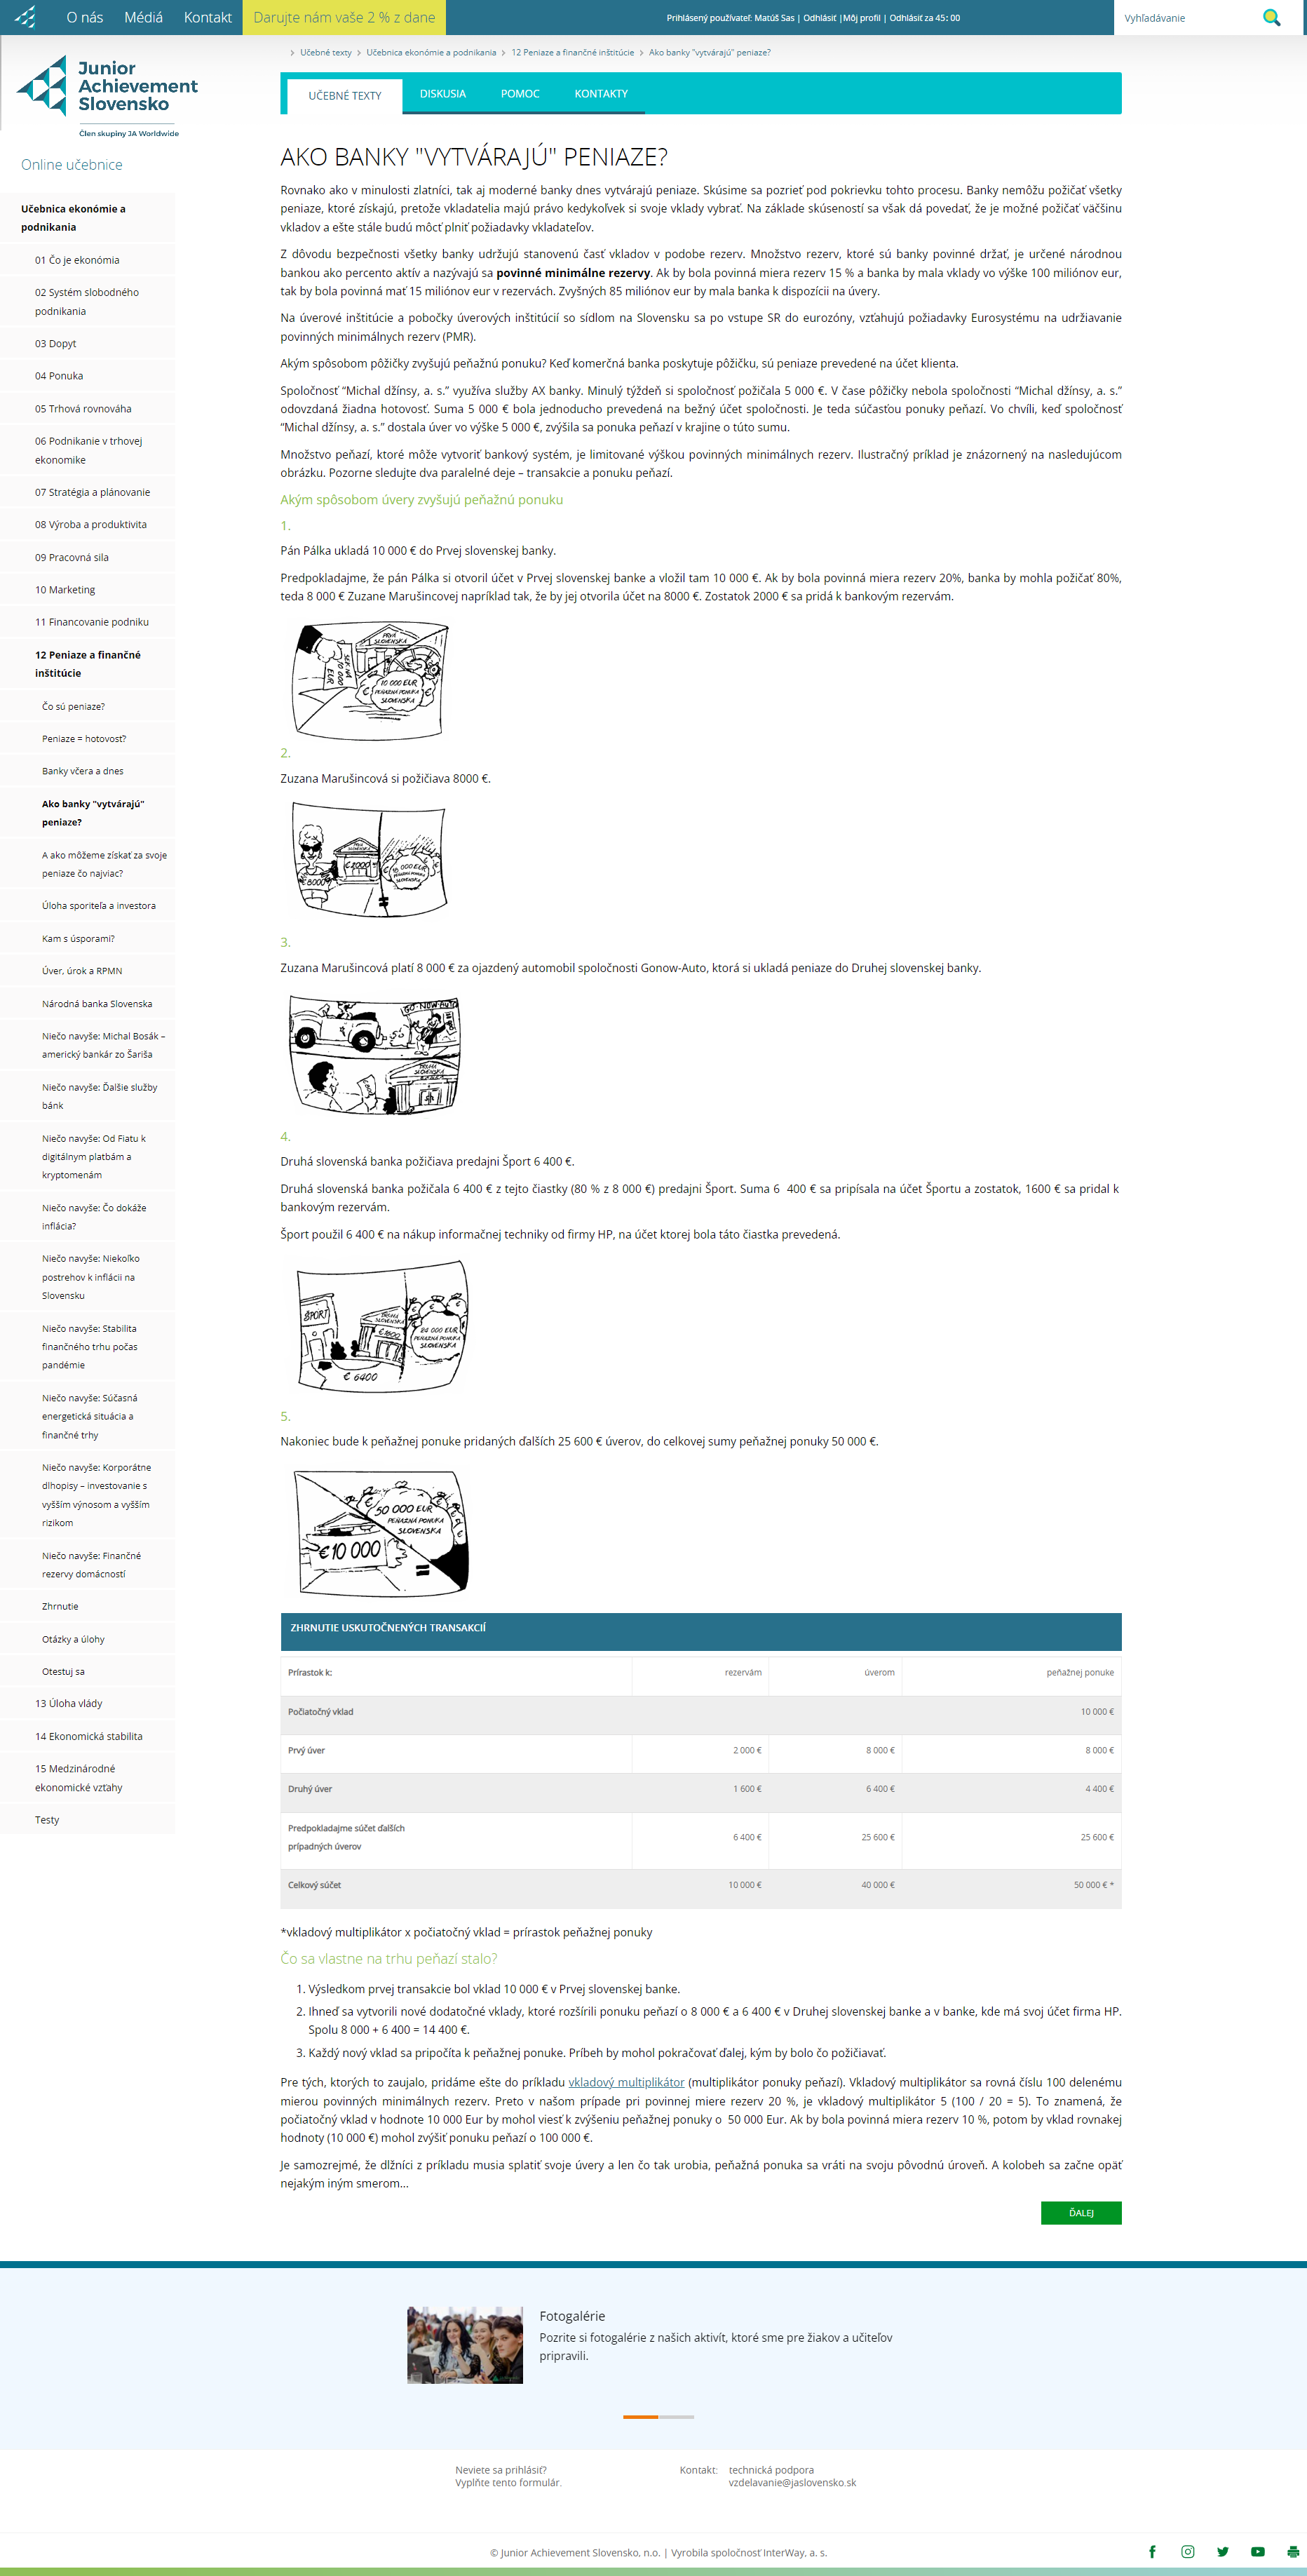 O nás Médiá Kontakt Darujte nám vaše 2 % z dane Prihlásený používateľ: Matúš Sas | Odhlásiť |Môj profil | Odhlásiť za 45: 00 Vyhľadávanie
Junior
Achievement
Slovensko
Člen skupiny JA Worldwide
Online učebnice
Učebnica ekonómie a
podnikania
01 Čo je ekonómia
02 Systém slobodného
podnikania
03 Dopyt
04 Ponuka
05 Trhová rovnováha
06 Podnikanie v trhovej
ekonomike
07 Stratégia a plánovanie
08 Výroba a produktivita
09 Pracovná sila
10 Marketing
11 Financovanie podniku
12 Peniaze a finančné
inštitúcie
Čo sú peniaze?
Peniaze = hotovosť?
Banky včera a dnes
Ako banky "vytvárajú"
peniaze?
A ako môžeme získať za svoje
peniaze čo najviac?
Úloha sporiteľa a investora
Kam s úsporami?
Úver, úrok a RPMN
Národná banka Slovenska
Niečo navyše: Michal Bosák –
americký bankár zo Šariša
Niečo navyše: Ďalšie služby
bánk
Niečo navyše: Od Fiatu k
digitálnym platbám a
kryptomenám
Niečo navyše: Čo dokáže
inflácia?
Niečo navyše: Niekoľko
postrehov k inflácii na
Slovensku
Niečo navyše: Stabilita
finančného trhu počas
pandémie
Niečo navyše: Súčasná
energetická situácia a
finančné trhy
Niečo navyše: Korporátne
dlhopisy – investovanie s
vyšším výnosom a vyšším
rizikom
Niečo navyše: Finančné
rezervy domácností
Zhrnutie
Otázky a úlohy
Otestuj sa
13 Úloha vlády
14 Ekonomická stabilita
15 Medzinárodné
ekonomické vzťahy
Testy
Učebné texty Učebnica ekonómie a podnikania 12 Peniaze a finančné inštitúcie Ako banky "vytvárajú" peniaze?
UČEBNÉ TEXTY DISKUSIA POMOC KONTAKTY
AKO BANKY "VYTVÁRAJÚ" PENIAZE?
Rovnako ako v minulosti zlatníci, tak aj moderné banky dnes vytvárajú peniaze. Skúsime sa pozrieť pod pokrievku tohto procesu. Banky nemôžu požičať všetky
peniaze, ktoré získajú, pretože vkladatelia majú právo kedykoľvek si svoje vklady vybrať. Na základe skúseností sa však dá povedať, že je možné požičať väčšinu
vkladov a ešte stále budú môcť plniť požiadavky vkladateľov.
Z dôvodu bezpečnosti všetky banky udržujú stanovenú časť vkladov v podobe rezerv. Množstvo rezerv, ktoré sú banky povinné držať, je určené národnou
bankou ako percento aktív a nazývajú sa povinné minimálne rezervy. Ak by bola povinná miera rezerv 15 % a banka by mala vklady vo výške 100 miliónov eur,
tak by bola povinná mať 15 miliónov eur v rezervách. Zvyšných 85 miliónov eur by mala banka k dispozícii na úvery.
Na úverové inštitúcie a pobočky úverových inštitúcií so sídlom na Slovensku sa po vstupe SR do eurozóny, vzťahujú požiadavky Eurosystému na udržiavanie
povinných minimálnych rezerv (PMR).
Akým spôsobom pôžičky zvyšujú peňažnú ponuku? Keď komerčná banka poskytuje pôžičku, sú peniaze prevedené na účet klienta.
Spoločnosť “Michal džínsy, a. s.” využíva služby AX banky. Minulý týždeň si spoločnosť požičala 5 000 €. V čase pôžičky nebola spoločnosti “Michal džínsy, a. s.”
odovzdaná žiadna hotovosť. Suma 5 000 € bola jednoducho prevedená na bežný účet spoločnosti. Je teda súčasťou ponuky peňazí. Vo chvíli, keď spoločnosť
“Michal džínsy, a. s.” dostala úver vo výške 5 000 €, zvýšila sa ponuka peňazí v krajine o túto sumu.
Množstvo peňazí, ktoré môže vytvoriť bankový systém, je limitované výškou povinných minimálnych rezerv. Ilustračný príklad je znázornený na nasledujúcom
obrázku. Pozorne sledujte dva paralelné deje – transakcie a ponuku peňazí.
Akým spôsobom úvery zvyšujú peňažnú ponuku
1.
Pán Pálka ukladá 10 000 € do Prvej slovenskej banky.
Predpokladajme, že pán Pálka si otvoril účet v Prvej slovenskej banke a vložil tam 10 000 €. Ak by bola povinná miera rezerv 20%, banka by mohla požičať 80%,
teda 8 000 € Zuzane Marušincovej napríklad tak, že by jej otvorila účet na 8000 €. Zostatok 2000 € sa pridá k bankovým rezervám.
PRVÁ
SLOVENSKÁ
10 000 EUR
PEŇAŽNÁ PONUKA
SLOVENSKA
2.
Zuzana Marušincová si požičiava 8000 €.
€8000
€2000
18 000 EUR
PEŇAŽNÁ PONUKA
SLOVENSKA
3.
Zuzana Marušincová platí 8 000 € za ojazdený automobil spoločnosti Gonow-Auto, ktorá si ukladá peniaze do Druhej slovenskej banky.
GO-NOW-AUTO
DRUHÁ
SLOVENSKÁ
4.
Druhá slovenská banka požičiava predajni Šport 6 400 €.
Druhá slovenská banka požičala 6 400 € z tejto čiastky (80 % z 8 000 €) predajni Šport. Suma 6 400 € sa pripísala na účet Športu a zostatok, 1600 € sa pridal k
bankovým rezervám.
Šport použil 6 400 € na nákup informačnej techniky od firmy HP, na účet ktorej bola táto čiastka prevedená.
ŠPORT
DRUHÁ
SLOVENSKÁ
€1600
24 000 EUR
PEŇAŽNÁ PONUKA
SLOVENSKA
€ 6400
5.
Nakoniec bude k peňažnej ponuke pridaných ďalších 25 600 € úverov, do celkovej sumy peňažnej ponuky 50 000 €.
50 000 EUR
PEŇAŽNÁ PONUKA
SLOVENSKA
€10 000
ZHRNUTIE USKUTOČNENÝCH TRANSAKCIÍ
Prírastok k: rezervám úverom peňažnej ponuke
Počiatočný vklad 10 000 €
Prvý úver 2 000 € 8 000 € 8 000 €
Druhý úver 1 600 € 6 400 € 4 400 €
Predpokladajme súčet ďalších
prípadných úverov 6 400 € 25 600 € 25 600 €
Celkový súčet 10 000 € 40 000 € 50 000 € *
*vkladový multiplikátor x počiatočný vklad = prírastok peňažnej ponuky
Čo sa vlastne na trhu peňazí stalo?
1. Výsledkom prvej transakcie bol vklad 10 000 € v Prvej slovenskej banke.
2. Ihneď sa vytvorili nové dodatočné vklady, ktoré rozšírili ponuku peňazí o 8 000 € a 6 400 € v Druhej slovenskej banke a v banke, kde má svoj účet firma HP.
Spolu 8 000 + 6 400 = 14 400 €.
3. Každý nový vklad sa pripočíta k peňažnej ponuke. Príbeh by mohol pokračovať ďalej, kým by bolo čo požičiavať.
Pre tých, ktorých to zaujalo, pridáme ešte do príkladu vkladový multiplikátor (multiplikátor ponuky peňazí). Vkladový multiplikátor sa rovná číslu 100 delenému
mierou povinných minimálnych rezerv. Preto v našom prípade pri povinnej miere rezerv 20 %, je vkladový multiplikátor 5 (100 / 20 = 5). To znamená, že
počiatočný vklad v hodnote 10 000 Eur by mohol viesť k zvýšeniu peňažnej ponuky o 50 000 Eur. Ak by bola povinná miera rezerv 10 %, potom by vklad rovnakej
hodnoty (10 000 €) mohol zvýšiť ponuku peňazí o 100 000 €.
Je samozrejmé, že dlžníci z príkladu musia splatiť svoje úvery a len čo tak urobia, peňažná ponuka sa vráti na svoju pôvodnú úroveň. A kolobeh sa začne opäť
nejakým iným smerom...
ĎALEJ
Fotogalérie
Pozrite si fotogalérie z našich aktivít, ktoré sme pre žiakov a učiteľov
pripravili.
Neviete sa prihlásiť? Kontakt: technická podpora
Vyplňte tento formulár. vzdelavanie@jaslovensko.sk
© Junior Achievement Slovensko, n.o. | Vyrobila spoločnosť InterWay, a. s.